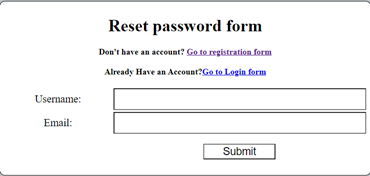 Reset password form
Don't have an account? Go to registration form
Already Have an Account?Go to Login form
Username:
Email:
Submit